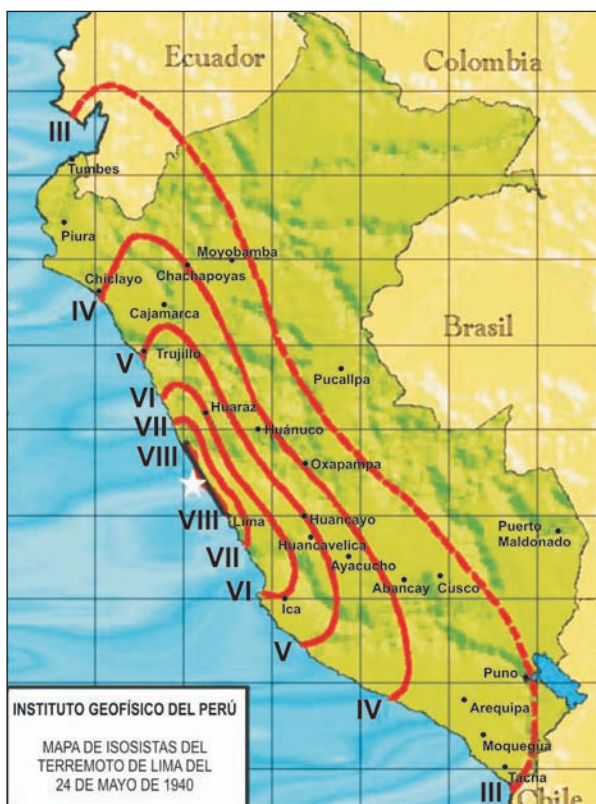 Ecuador
Colombia
III
Tumbes
Piura
Moyobamba
Chachapoyas
Chiclayo
IV
Cajamarca
Brasil
V
Trujillo
Pucallpa
VI
Huaraz
VII
Huánuco
VIII
Oxapampa
VIII
Lima
Huancayo
Puerto
Maldonado
VII
Huancavelica
Ayacucho
VI
Ica
Abancay
Cusco
V
Puno
IV
Arequipa
Moquegua
Tacna
III
Chile
INSTITUTO GEOFÍSICO DEL PERÚ
MAPA DE ISOSISTAS DEL
TERREMOTO DE LIMA DEL
24 DE MAYO DE 1940